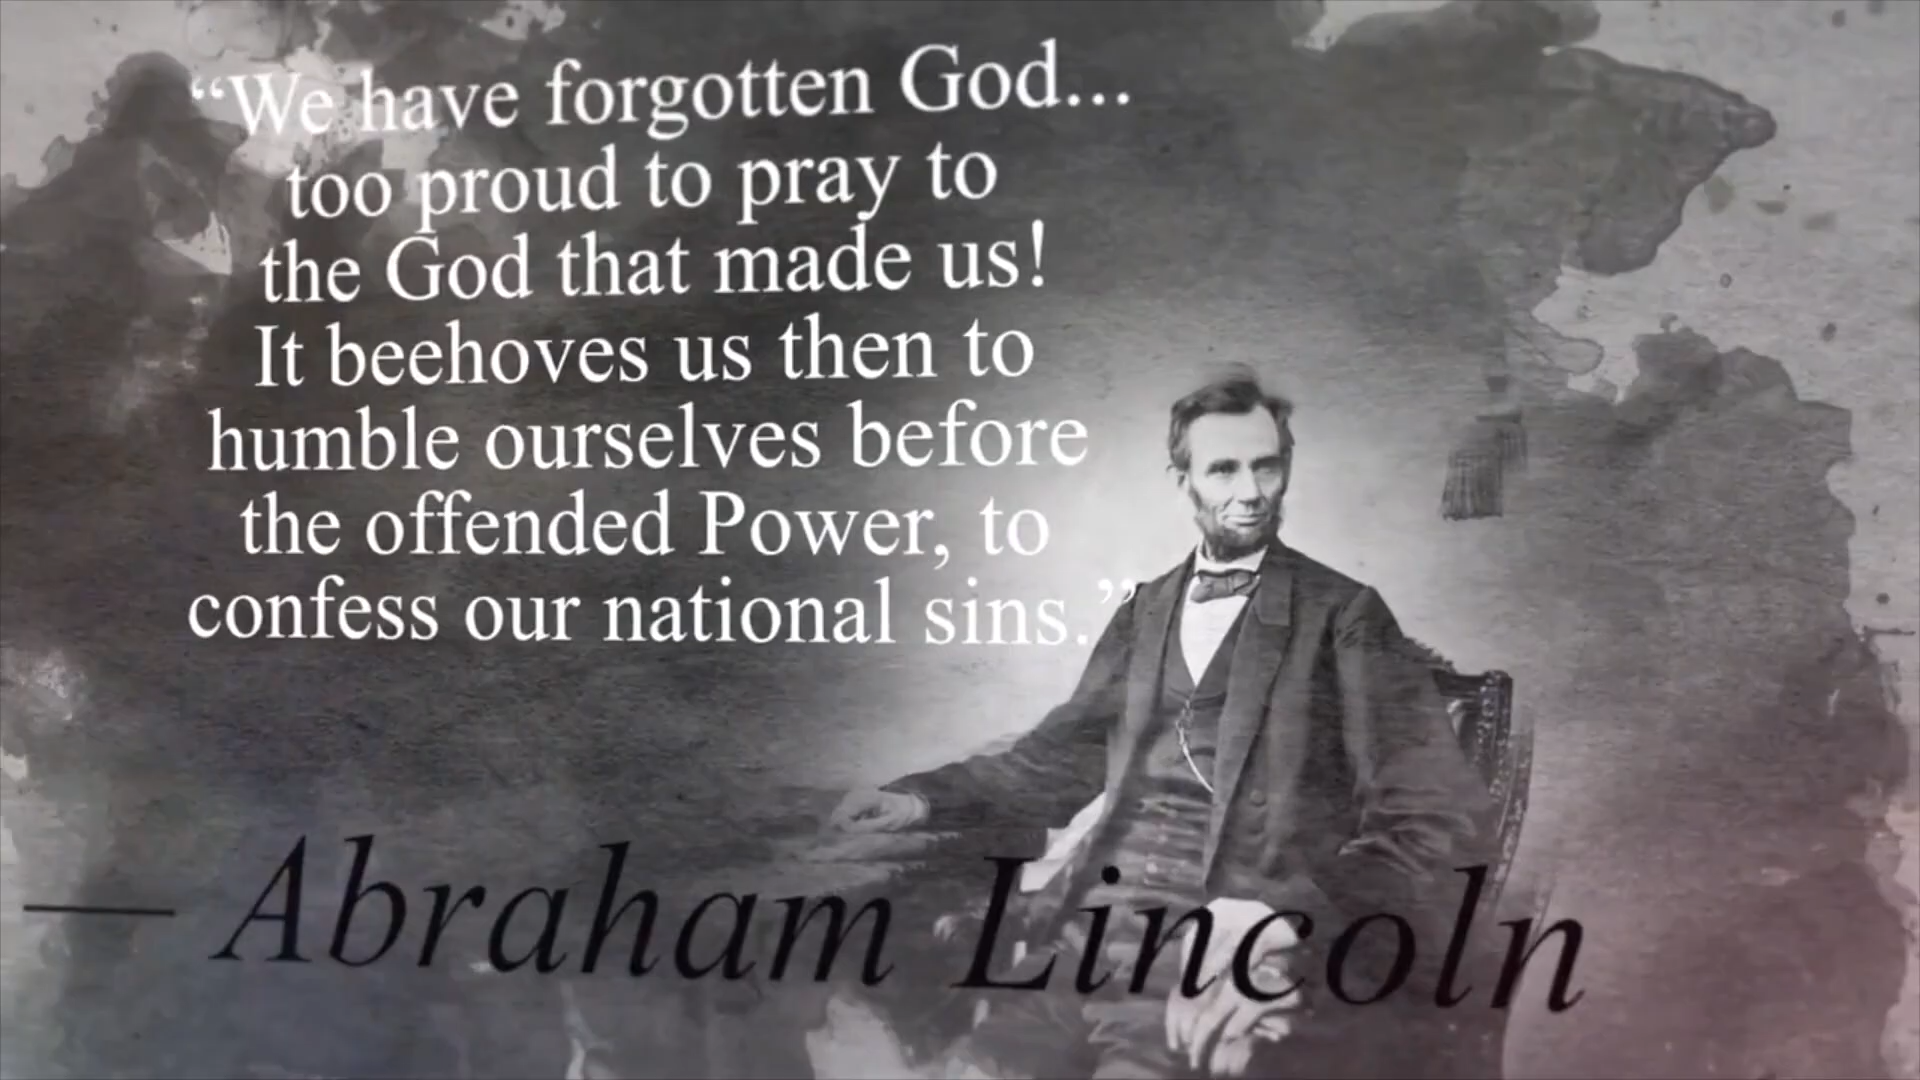 “We have forgotten God...
too proud to pray to
the God that made us!
It beehoves us then to
humble ourselves before
the offended Power, to
confess our national sins.”
— Abraham Lincoln